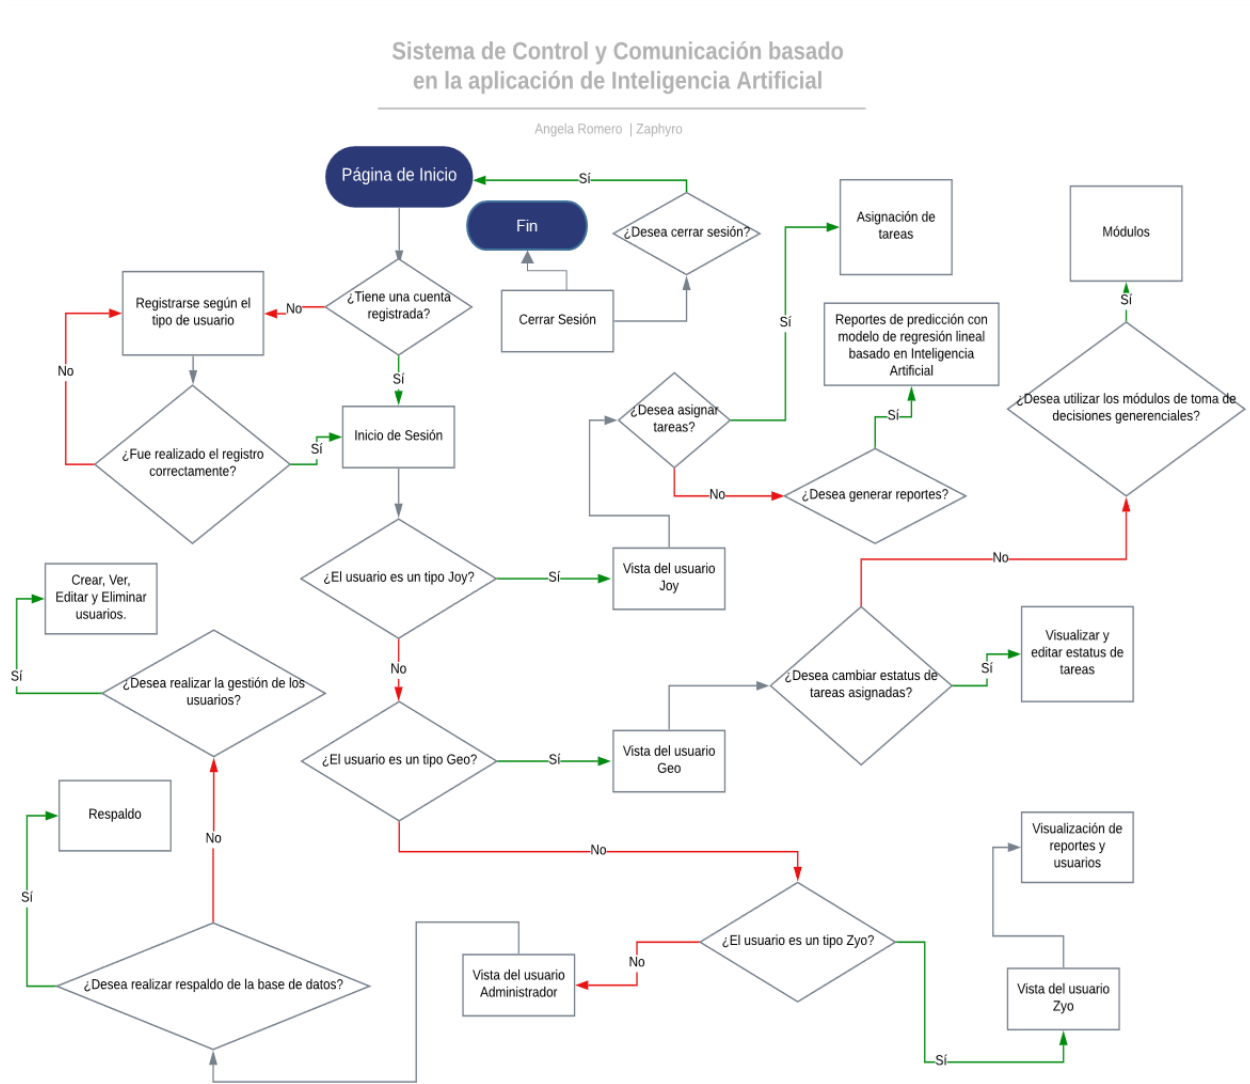 Sistema de Control y Comunicación basado
en la aplicación de Inteligencia Artificial
Angela Romero | Zaphyro
Página de Inicio
Sí
Fin
¿Desea cerrar sesión?
Asignación de
tareas
Módulos
Registrarse según el
tipo de usuario
No
¿Tiene una cuenta
registrada?
Cerrar Sesión
Sí
Reportes de predicción con
modelo de regresión lineal
basado en Inteligencia
Artificial
Sí
No
Sí
¿Desea asignar
tareas?
Sí
¿Desea utilizar los módulos de toma de
decisiones generenciales?
¿Fue realizado el registro
correctamente?
Sí
Inicio de Sesión
No
¿Desea generar reportes?
No
Crear, Ver,
Editar y Eliminar
usuarios.
¿El usuario es un tipo Joy?
Sí
Vista del usuario
Joy
Sí
¿Desea realizar la gestión de los
usuarios?
No
¿Desea cambiar estatus de
tareas asignadas?
Sí
Visualizar y
editar estatus de
tareas
¿El usuario es un tipo Geo?
Sí
Vista del usuario
Geo
Respaldo
No
No
Visualización de
reportes y
usuarios
Sí
¿Desea realizar respaldo de la base de datos?
Vista del usuario
Administrador
No
¿El usuario es un tipo Zyo?
Vista del usuario
Zyo
Sí